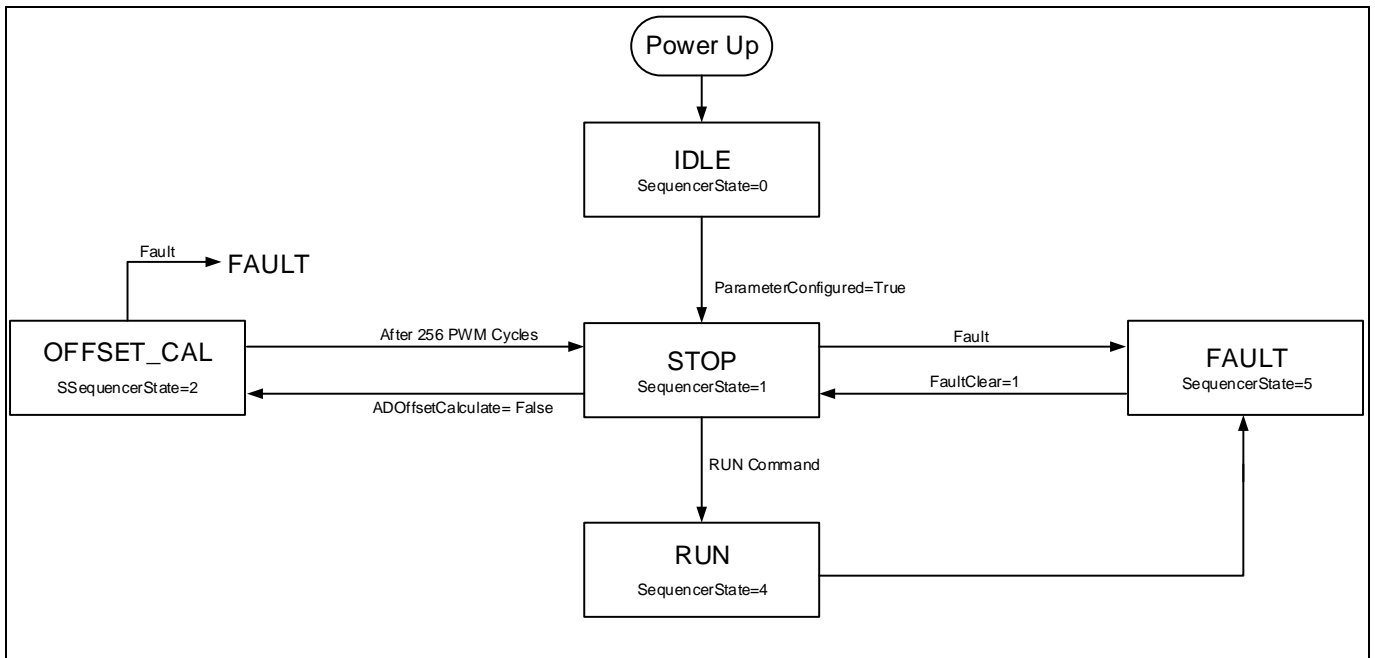 Power Up
IDLE
SequencerState=0
ParameterConfigured=True
Fault
FAULT
OFFSET_CAL
SSequencerState=2
After 256 PWM Cycles
ADOffsetCalculate= False
STOP
SequencerState=1
Fault
FaultClear=1
FAULT
SequencerState=5
RUN Command
RUN
SequencerState=4